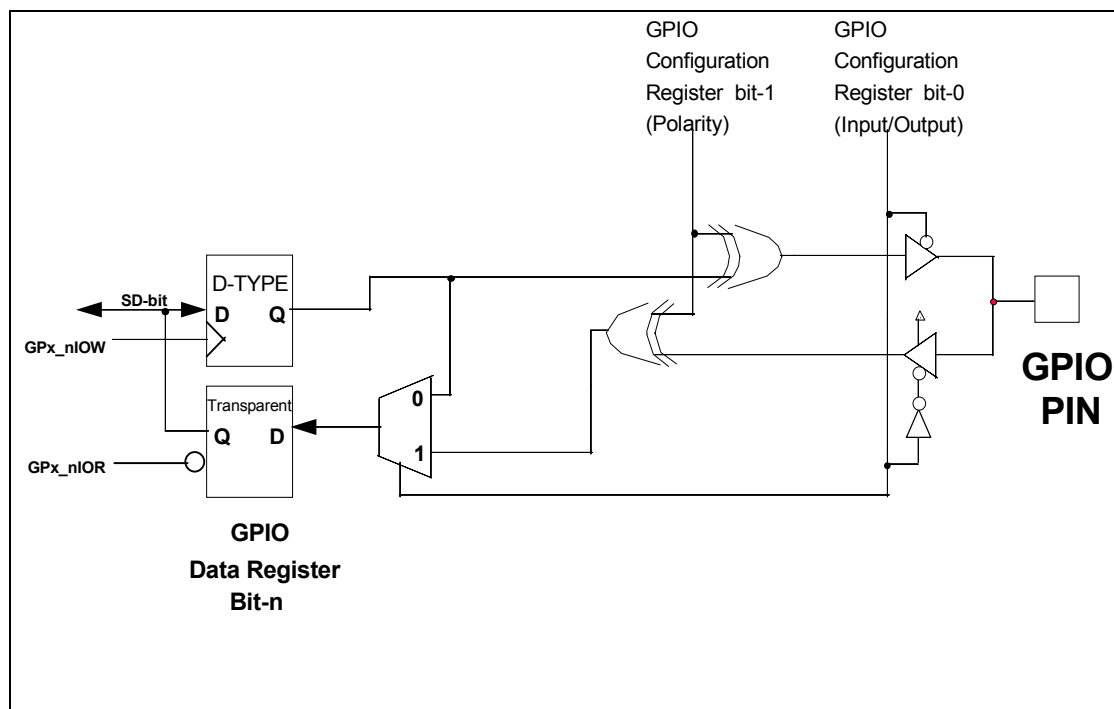 GPIO
Configuration
Register bit-1
(Polarity)
GPIO
Configuration
Register bit-0
(Input/Output)
D-TYPE
SD-bit
D Q
GPx_nIOW
GPIO
PIN
Transparent
Q D
0
1
GPx_nIOR
GPIO
Data Register
Bit-n